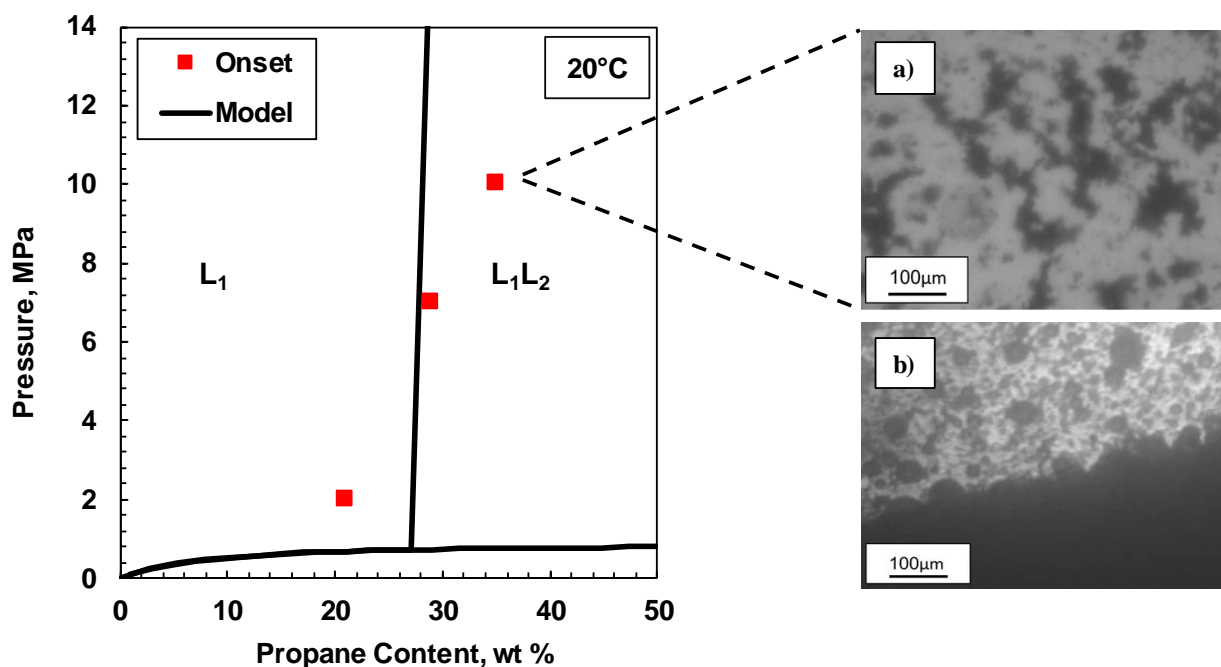 14
12
10
8
6
4
2
0
Pressure, MPa
Onset
Model
20°C
L₁
L₁L₂
0 10 20 30 40 50
Propane Content, wt %
a)
100μm
b)
100μm